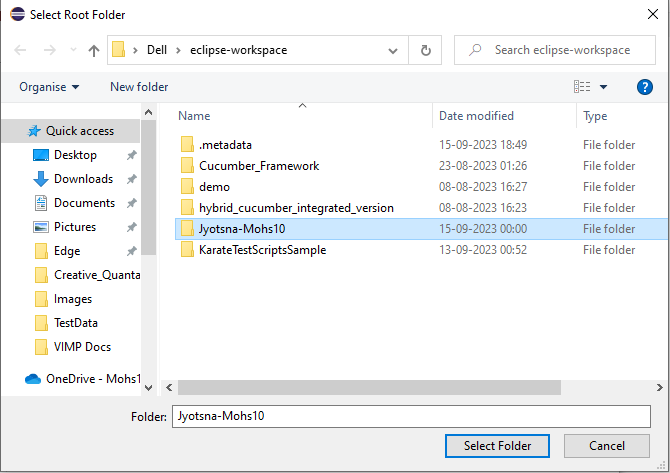 Select Root Folder
Dell › eclipse-workspace
Search eclipse-workspace
Organise
New folder
?
Name
Date modified
Type
Quick access
Desktop
Downloads
Documents
Pictures
Edge
Creative_Quanta
Images
TestData
VIMP Docs
OneDrive - Mohs1
.metadata 15-09-2023 18:49 File folder
Cucumber_Framework 23-08-2023 01:26 File folder
demo 08-08-2023 16:27 File folder
hybrid_cucumber_integrated_version 08-08-2023 16:23 File folder
Jyotsna-Mohs10 15-09-2023 00:00 File folder
KarateTestScriptsSample 13-09-2023 00:52 File folder
Folder: Jyotsna-Mohs10
Select Folder
Cancel